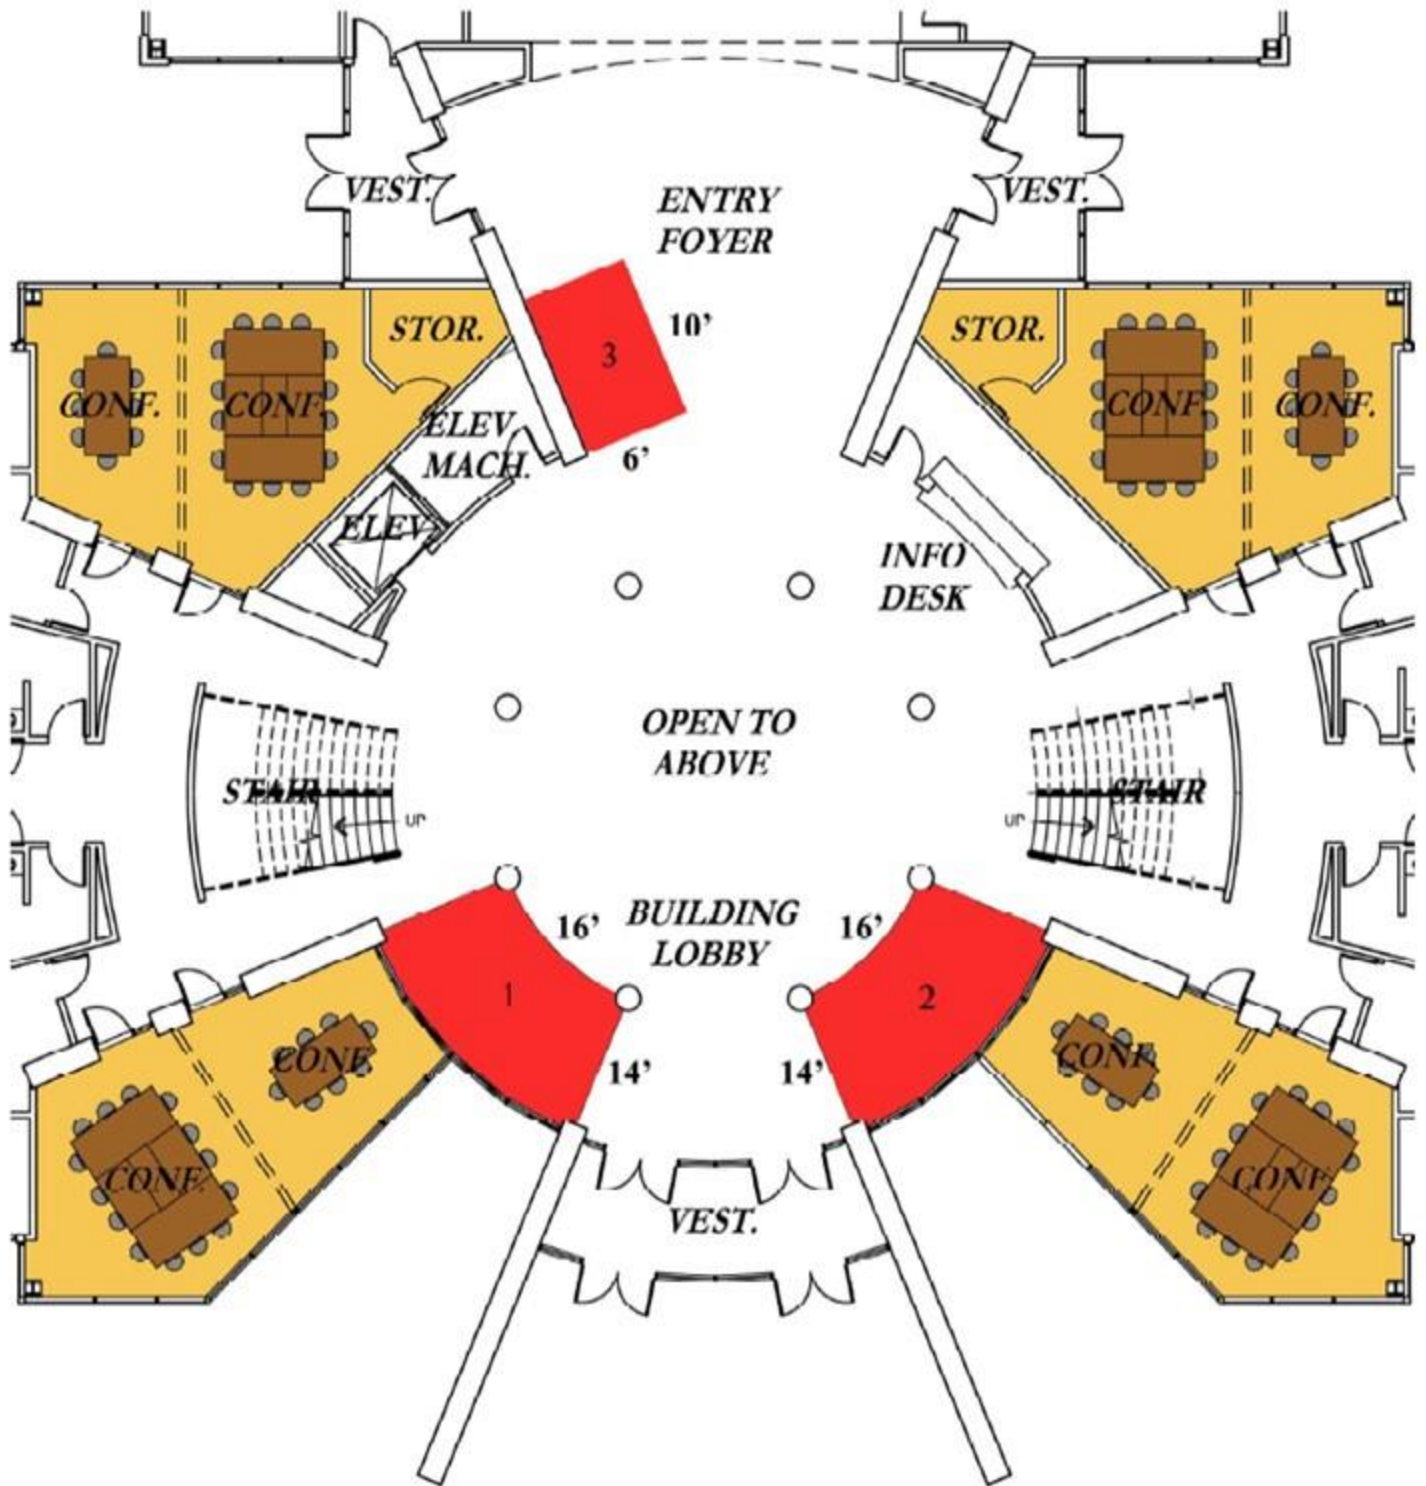 VEST.
ENTRY
FOYER
VEST.
STOR.
10’
STOR.
3
CONF.
CONF.
ELEV
MACH.
6’
CONF.
CONF.
ELEV.
INFO
DESK
OPEN TO
ABOVE
STAIR
UP
UP
STAIR
16’
BUILDING
LOBBY
16’
1
2
CONF.
14’
14’
CONF.
CONF.
VEST.
CONF.